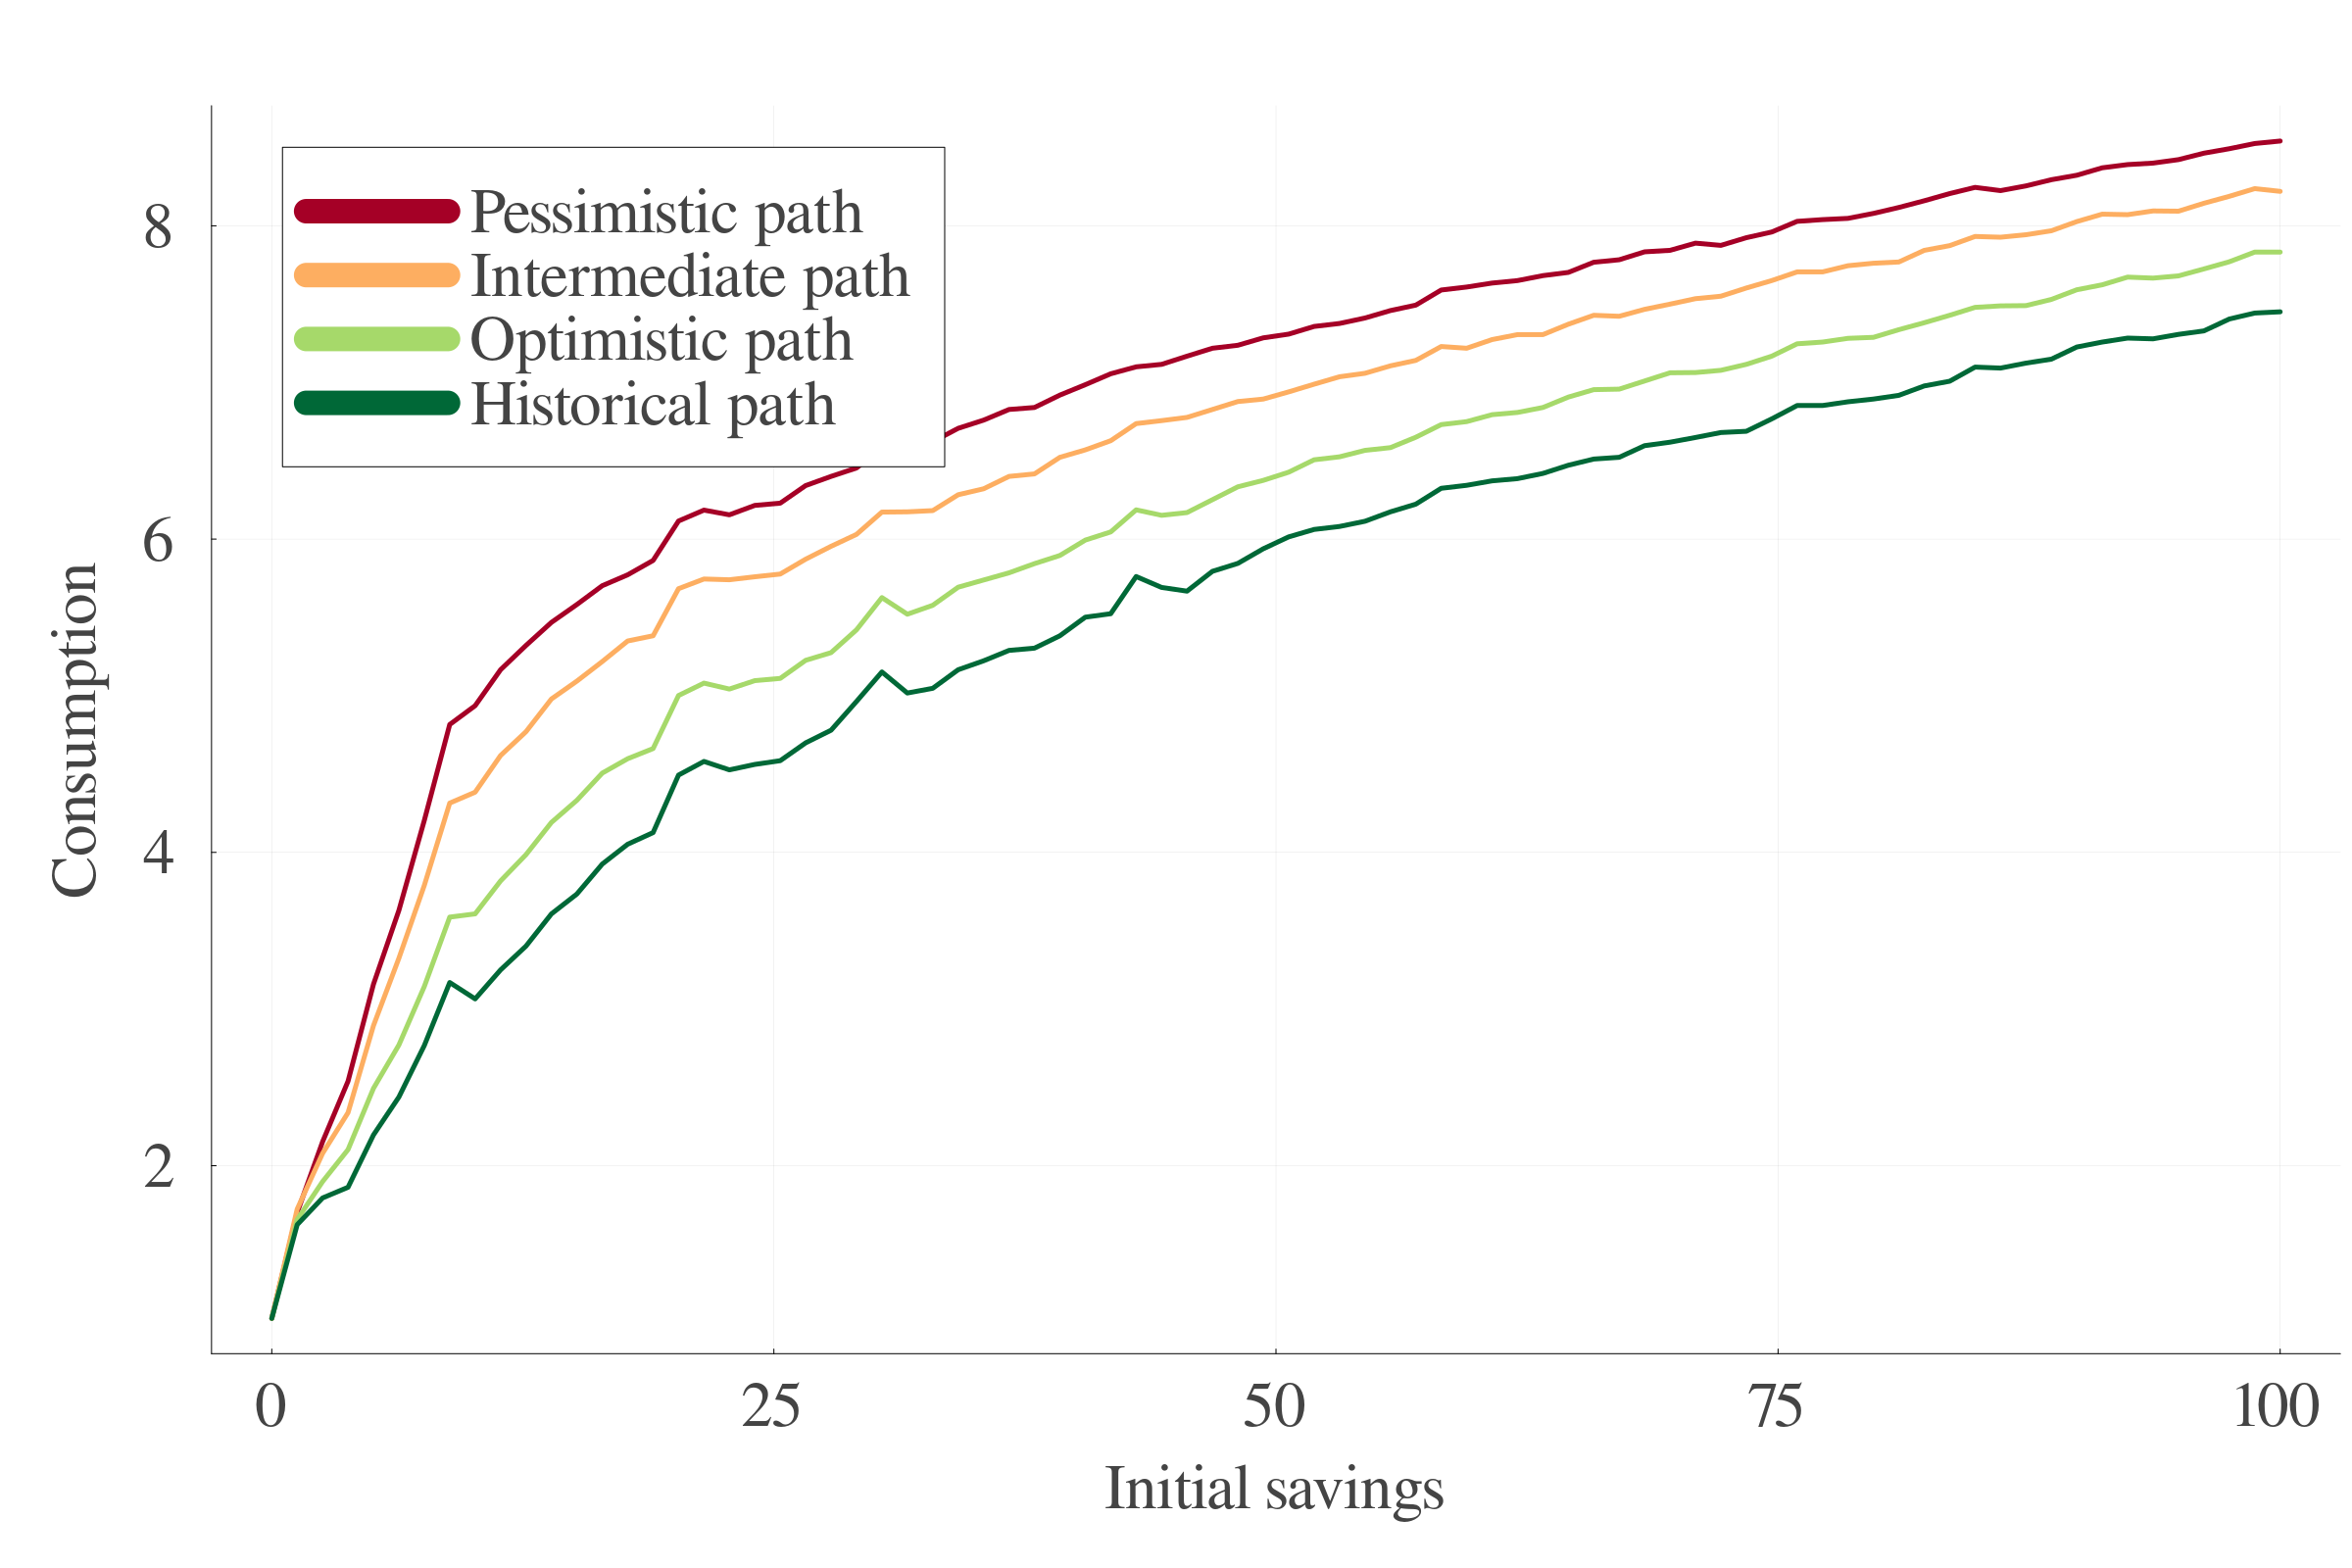 Pessimistic path
Intermediate path
Optimistic path
Historical path
8
6
4
2
Consumption
0 25 50 75 100
Initial savings